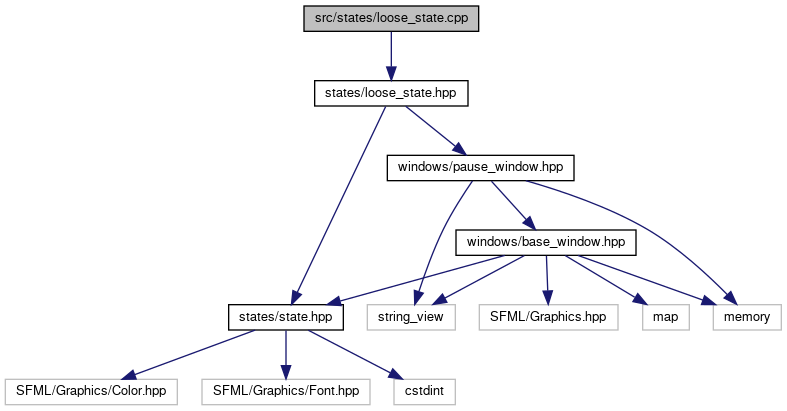 src/states/loose_state.cpp
states/loose_state.hpp
windows/pause_window.hpp
windows/base_window.hpp
states/state.hpp
string_view
SFML/Graphics.hpp
map
memory
SFML/Graphics/Color.hpp
SFML/Graphics/Font.hpp
cstdint